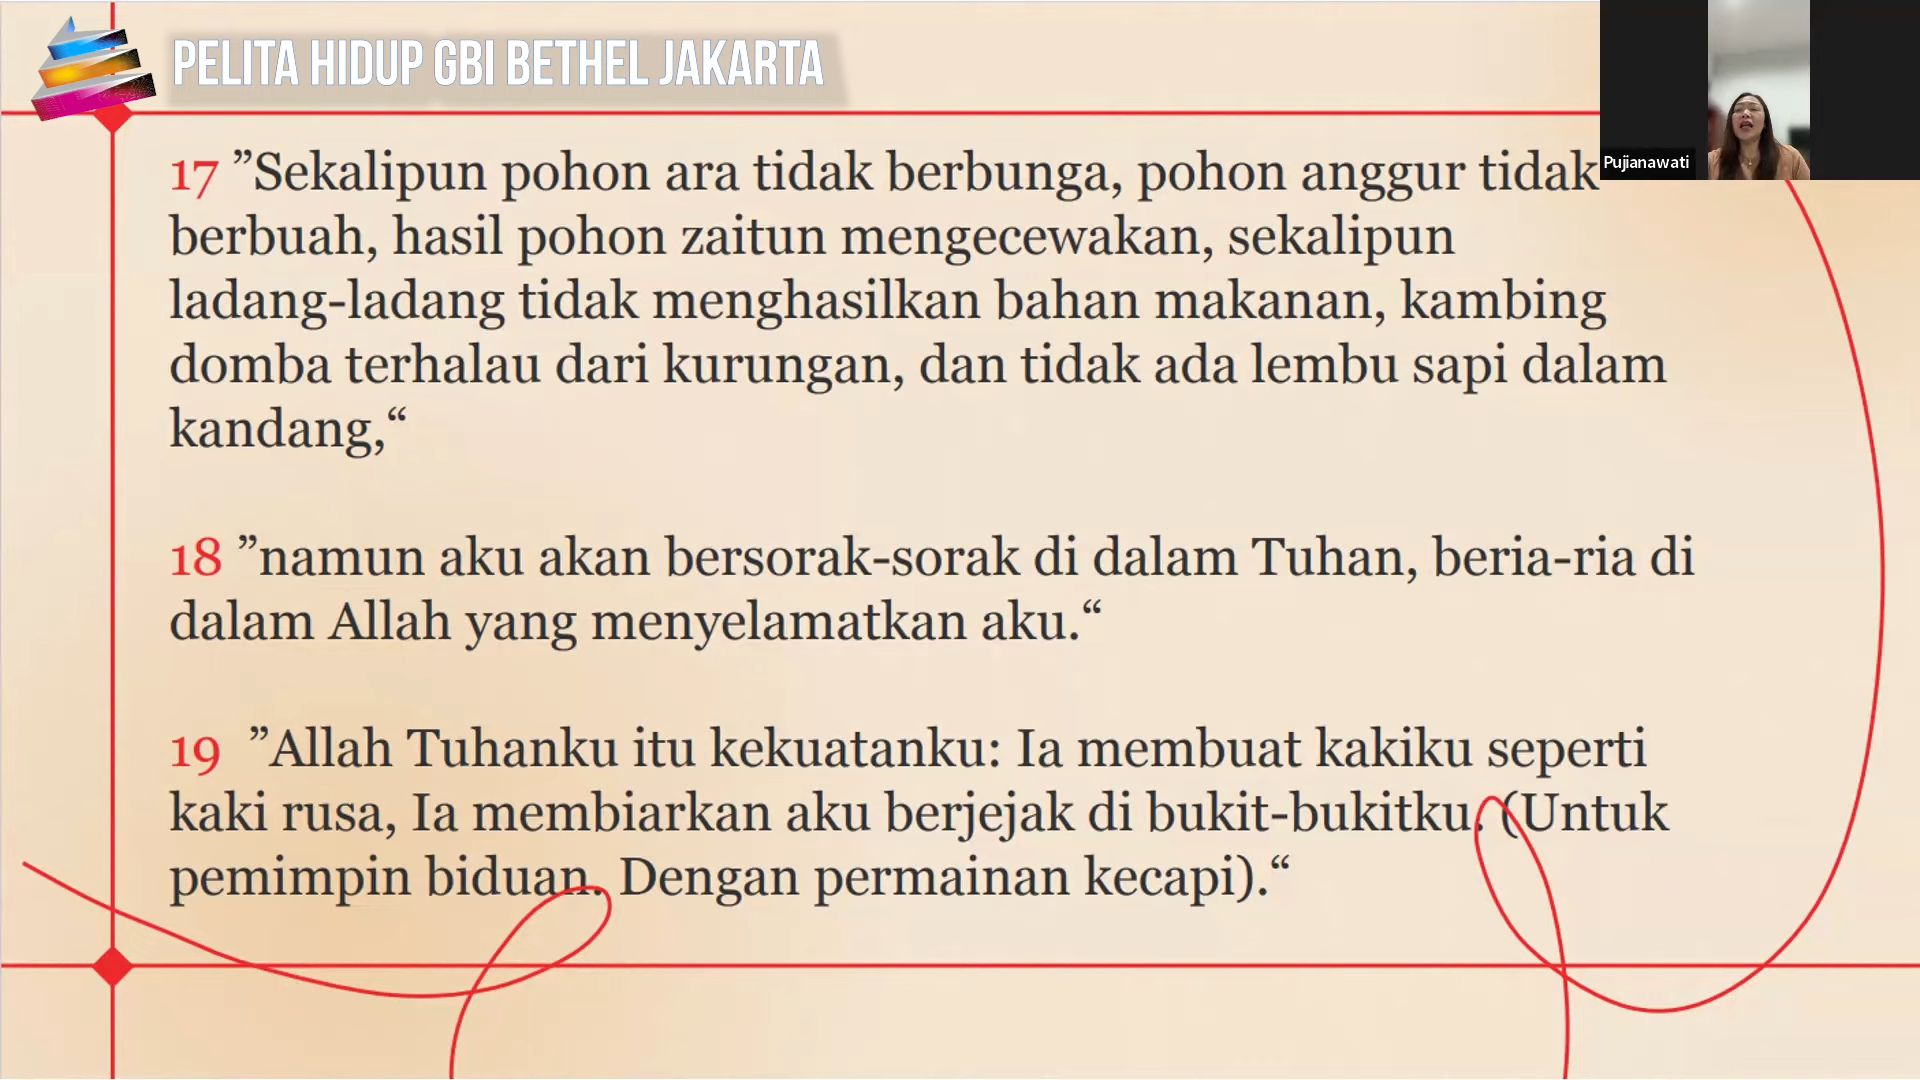 PELITA HIDUP GBI BETHEL JAKARTA
Pujianawati
17 ”Sekalipun pohon ara tidak berbunga, pohon anggur tidak
berbuah, hasil pohon zaitun mengecewakan, sekalipun
ladang-ladang tidak menghasilkan bahan makanan, kambing
domba terhalau dari kurungan, dan tidak ada lembu sapi dalam
kandang,“
18 ”namun aku akan bersorak-sorak di dalam Tuhan, beria-ria di
dalam Allah yang menyelamatkan aku.“
19 ”Allah Tuhanku itu kekuatanku: Ia membuat kakiku seperti
kaki rusa, Ia membiarkan aku berjejak di bukit-bukitku. (Untuk
pemimpin biduan. Dengan permainan kecapi).“